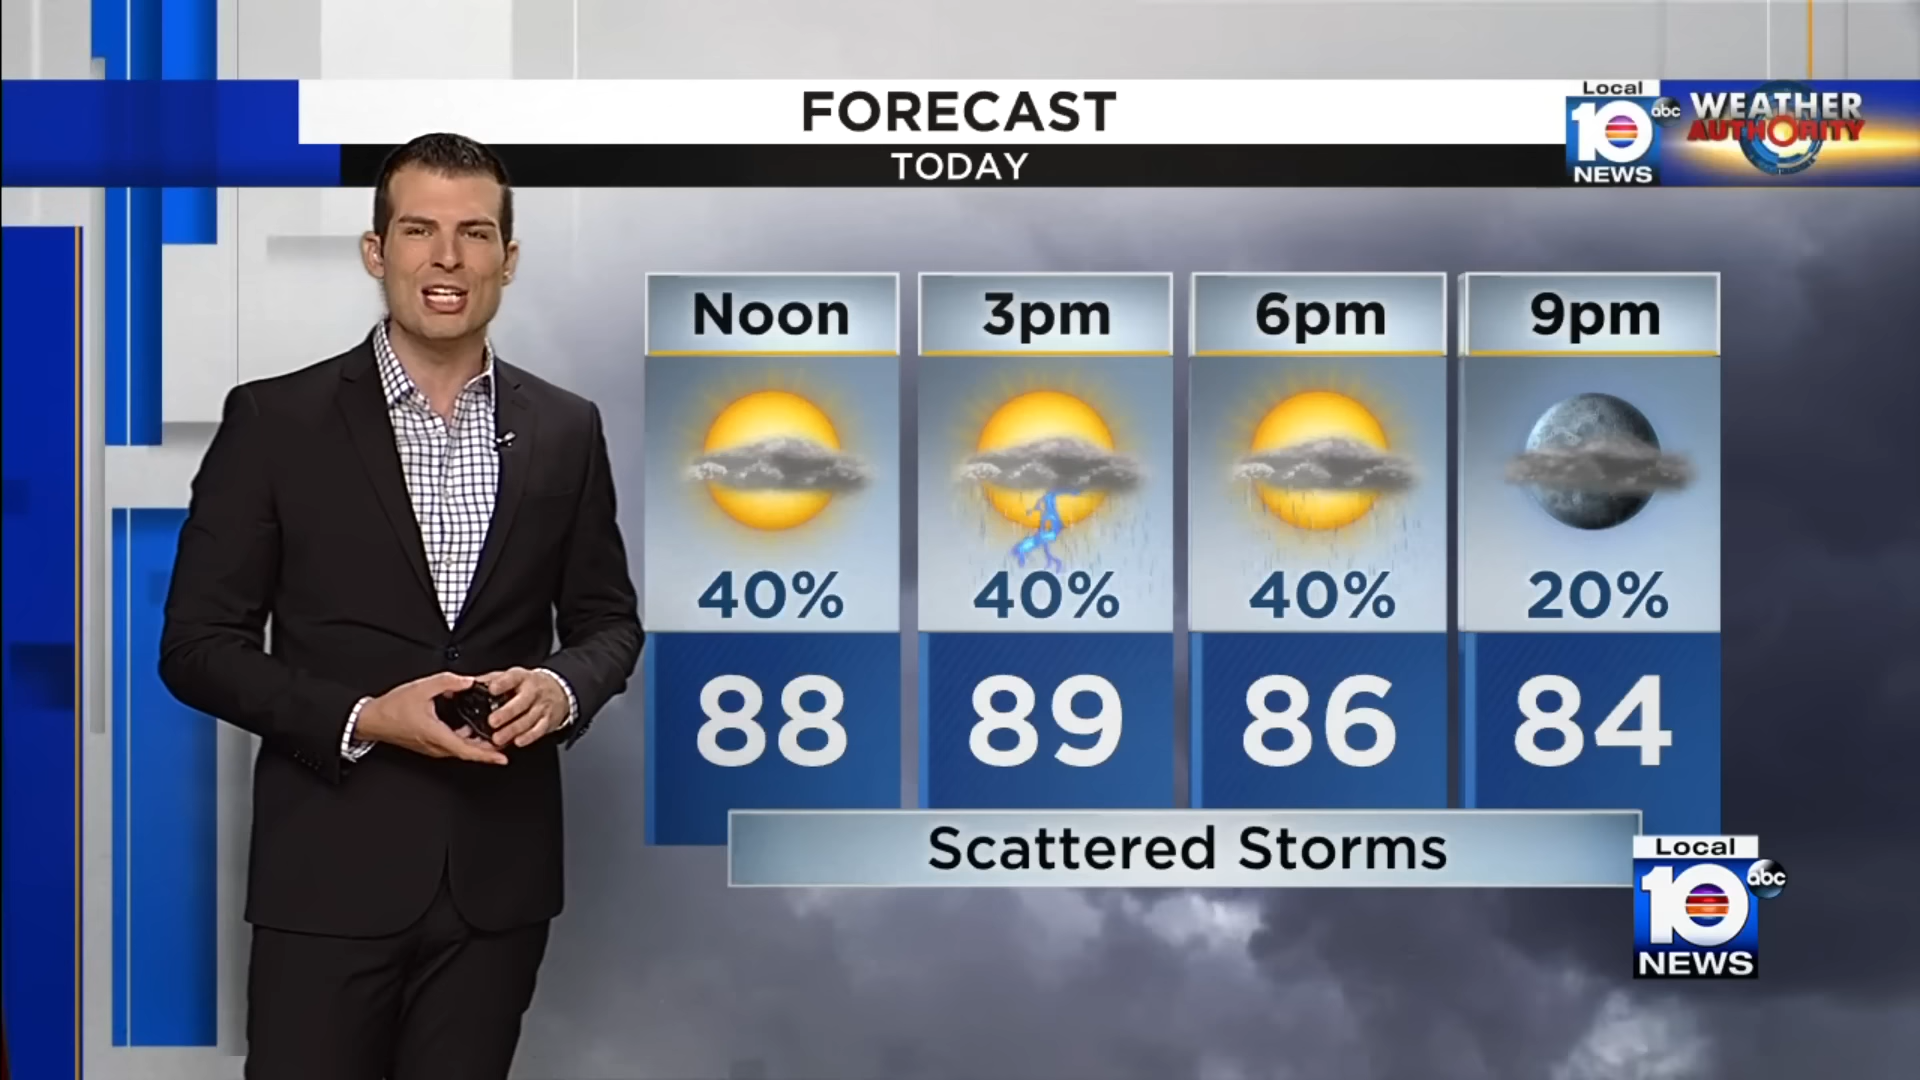 FORECAST
TODAY
Local
10
abc
NEWS
WEATHER
AUTHORITY
Noon
3pm
6pm
9pm
40%
40%
40%
20%
88
89
86
84
Scattered Storms
Local
10
abc
NEWS